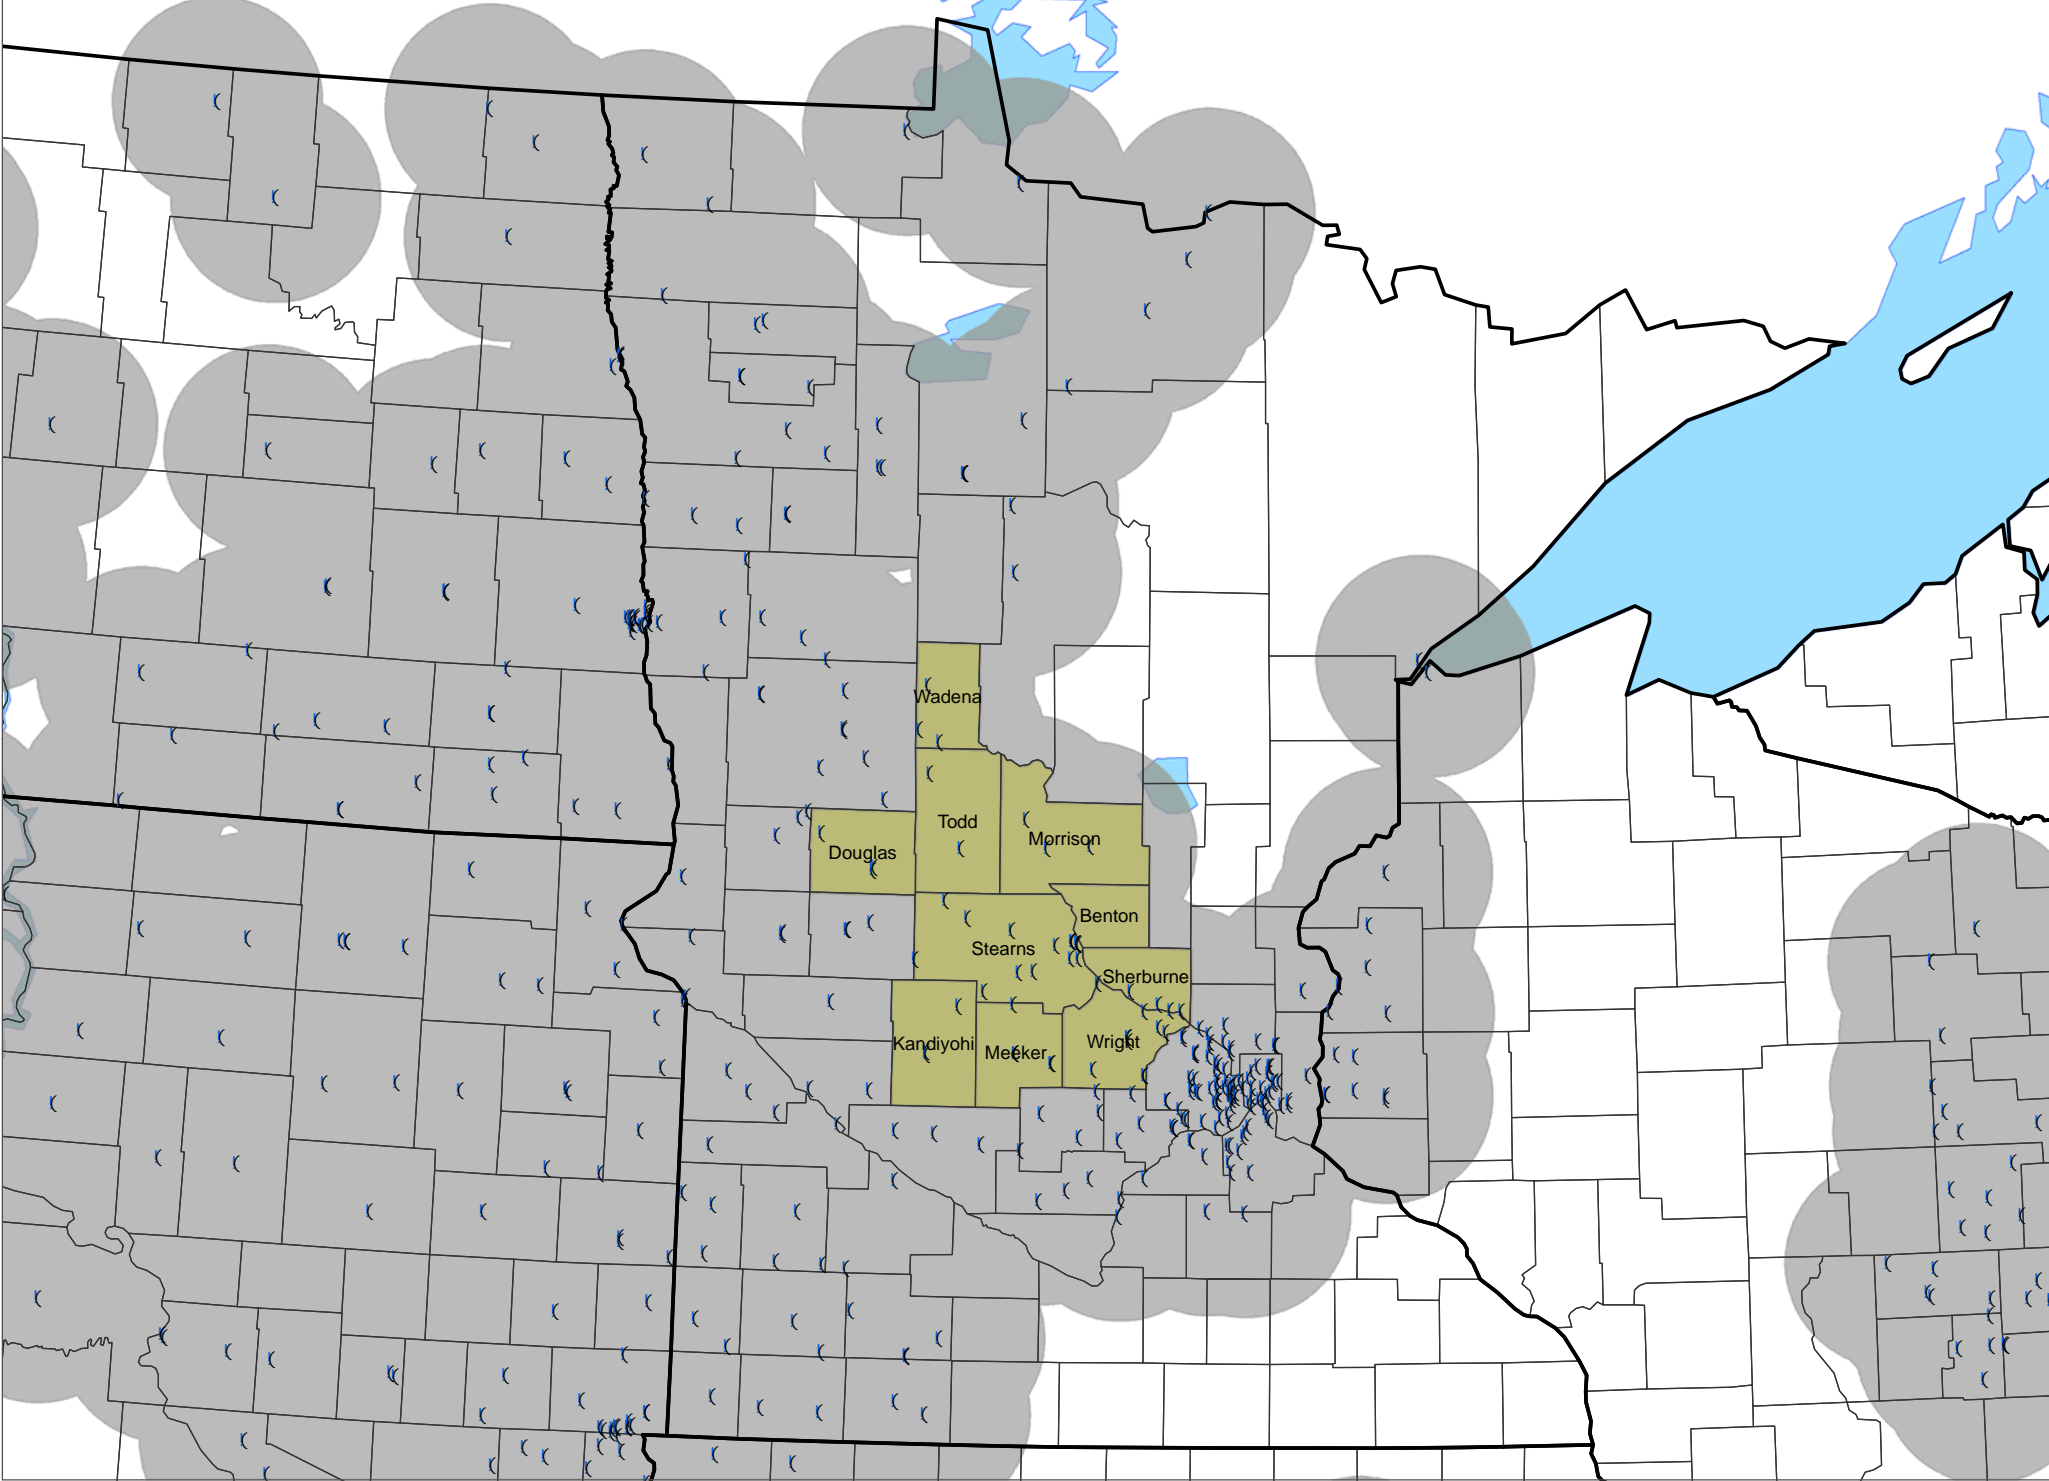 Wadena
Todd
Morrison
Douglas
Benton
Stearns
Sherburne
Kandiyohi
Meeker
Wright